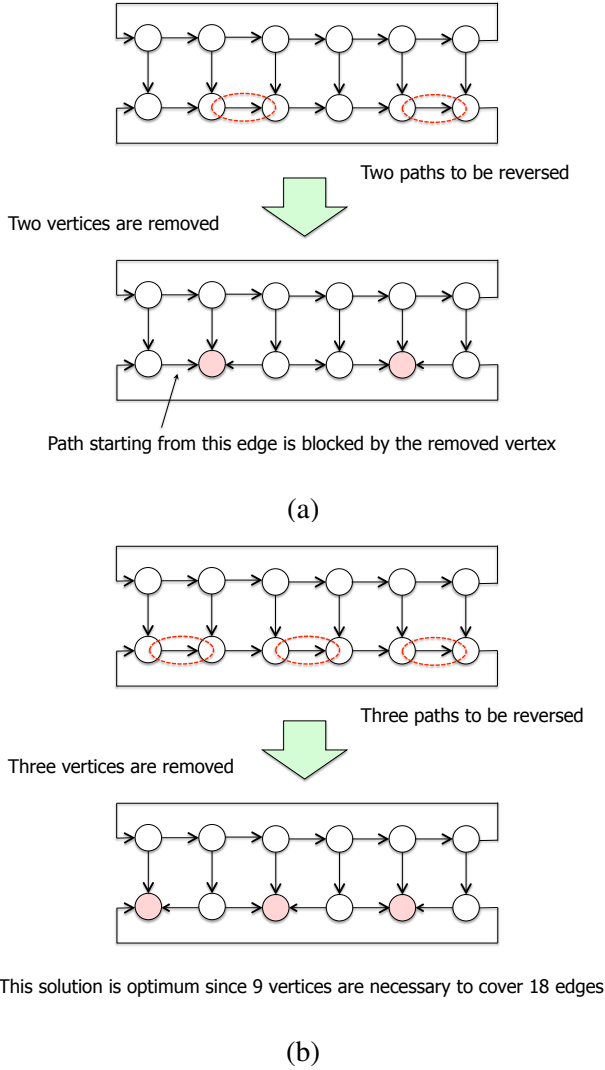 Two paths to be reversed
Two vertices are removed
Path starting from this edge is blocked by the removed vertex
(a)
Three paths to be reversed
Three vertices are removed
This solution is optimum since 9 vertices are necessary to cover 18 edges
(b)